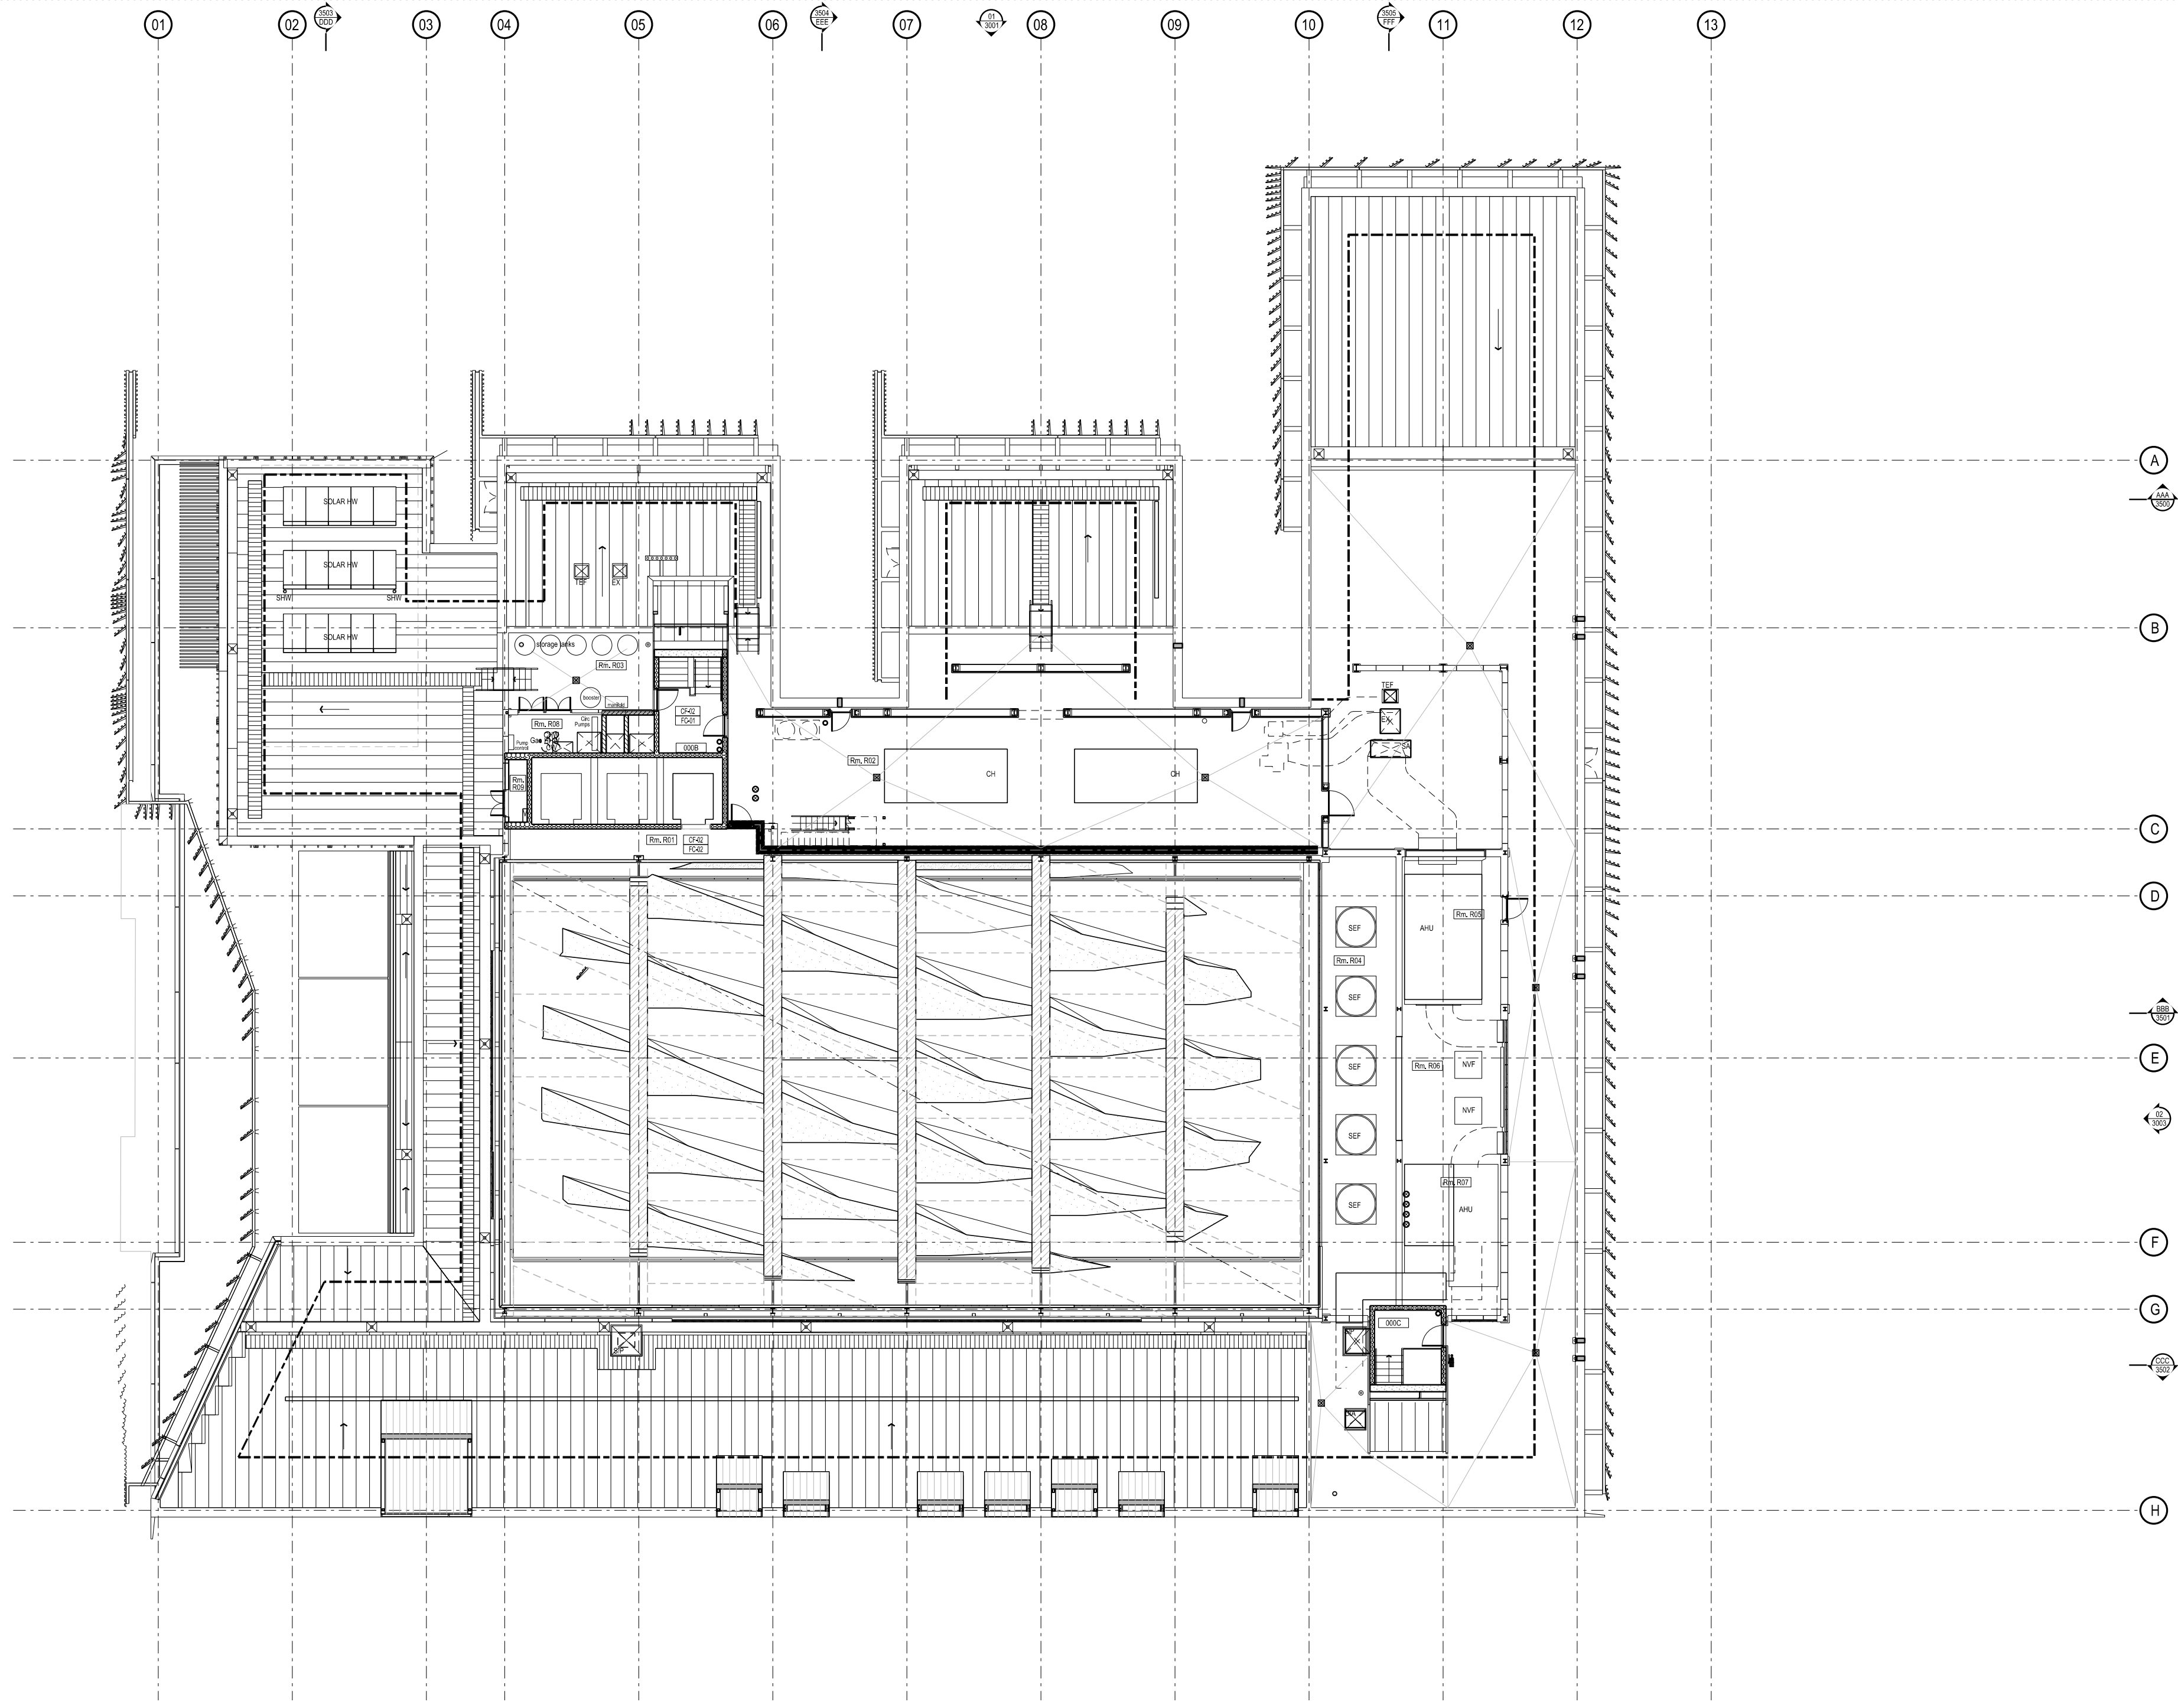 01
02
3503
DDD
03
04
05
06
3504
EEE
07
01
3001
08
09
10
3505
FFF
11
12
13
A
AAA
3500
SOLAR HW
SOLAR HW
SHW
SHW
SOLAR HW
TEF
EX
B
storage tanks
Rm. R03
booster
manifold
Circ
Pumps
Rm. R08
Pump
control
CF-02
FC-01
000B
Rm. R02
CH
CH
TEF
EX
SA
Rm.
R09
C
Rm. R01
CF-02
FC-02
D
Rm. R05
AHU
SEF
Rm. R04
SEF
BBB
3501
E
SEF
Rm. R06
NVF
NVF
02
3003
SEF
Rm. R07
SEF
AHU
F
G
000C
CCC
3502
H